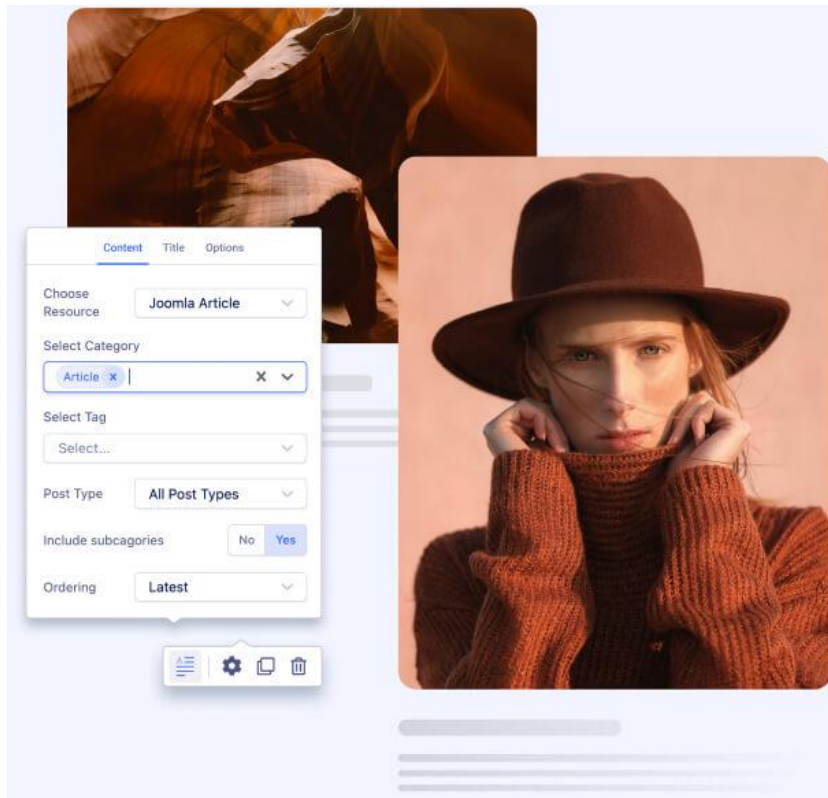 Content Title Options
Choose
Resource
Joomla Article
Select Category
Article
Select Tag
Select...
Post Type
All Post Types
Include subcagories
No Yes
Ordering
Latest